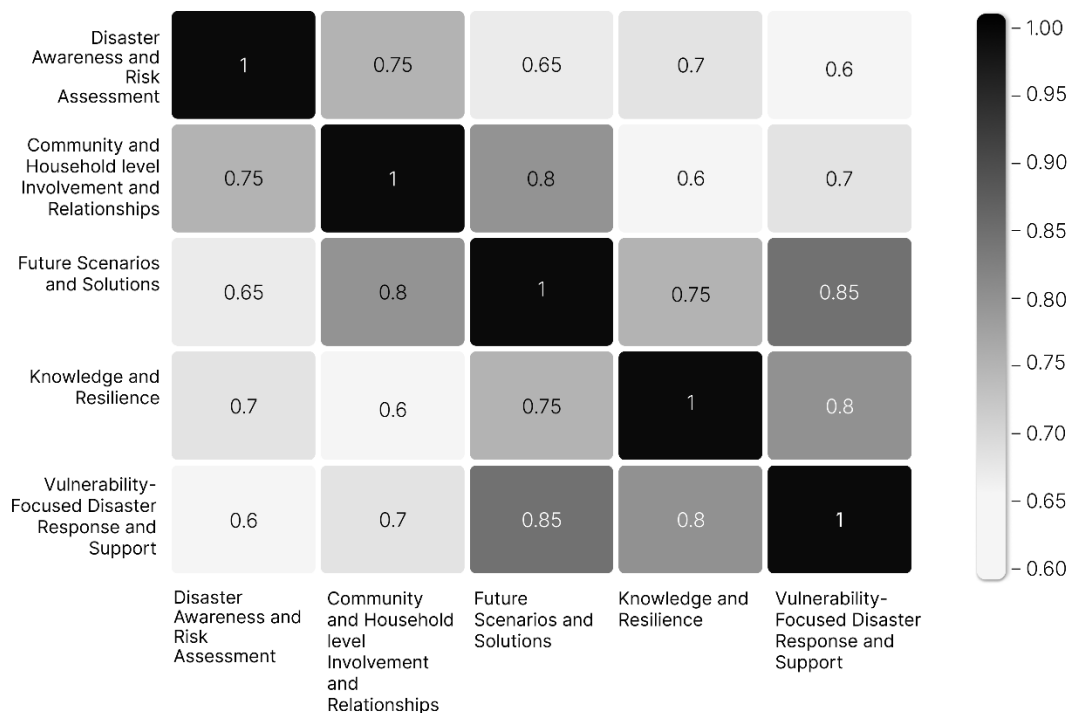 Disaster
Awareness and
Risk
Assessment
1
0.75
0.65
0.7
0.6
Community and
Household level
Involvement and
Relationships
0.75
1
0.8
0.6
0.7
Future Scenarios
and Solutions
0.65
0.8
1
0.75
0.85
Knowledge and
Resilience
0.7
0.6
0.75
1
0.8
Vulnerability-
Focused Disaster
Response and
Support
0.6
0.7
0.85
0.8
1
Disaster
Awareness and
Risk
Assessment
Community
and Household
level
Involvement
and
Relationships
Future
Scenarios and
Solutions
Knowledge and
Resilience
Vulnerability-
Focused Disaster
Response and
Support
1.00
0.95
0.90
0.85
0.80
0.75
0.70
0.65
0.60